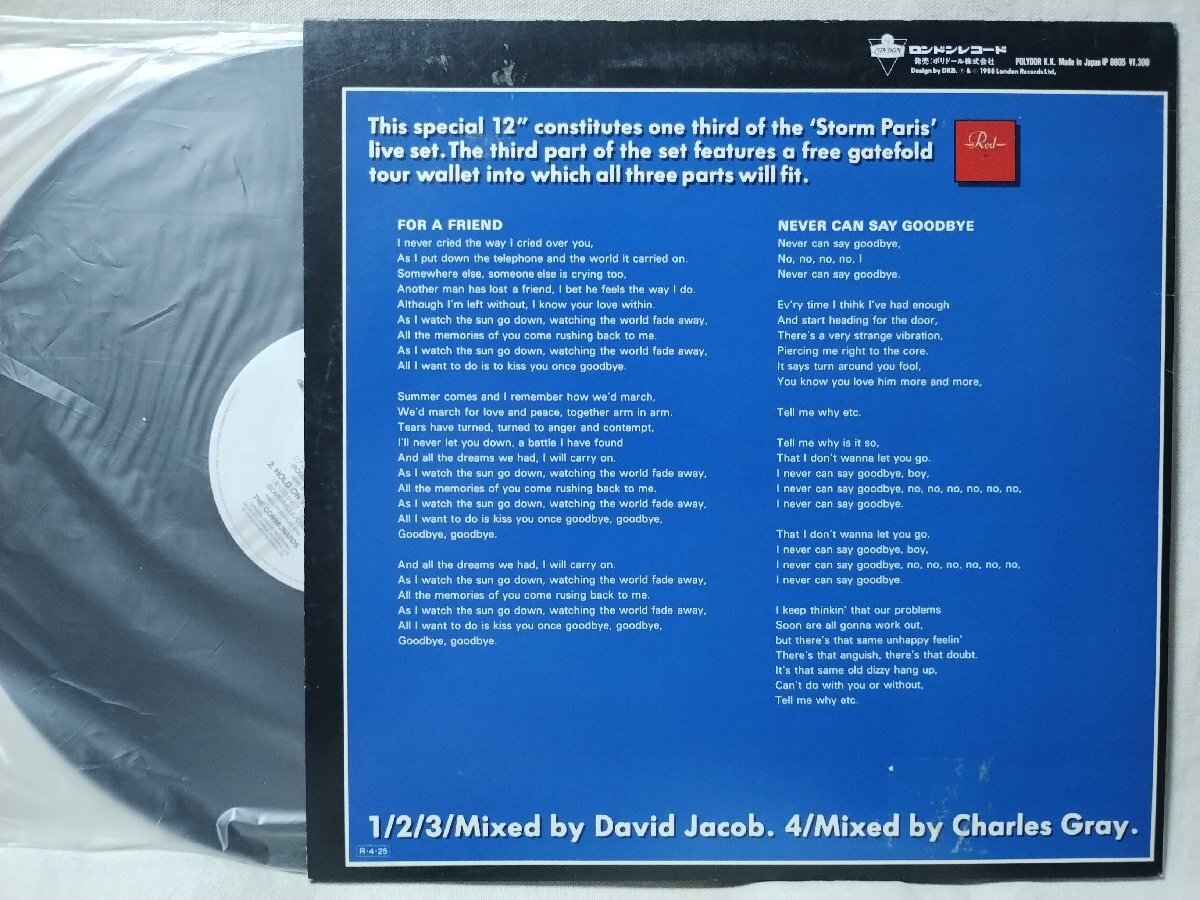 LONDON
ロンドンレコード
発売:ポリドール株式会社
POLYDOR K.K. Made in Japan IP 8605 ¥1,300
Design by DKB. ℗ & © 1988 London Records Ltd,
This special 12” constitutes one third of the ‘Storm Paris’
live set. The third part of the set features a free gatefold
tour wallet into which all three parts will fit.
Red
FOR A FRIEND
I never cried the way I cried over you,
As I put down the telephone and the world it carried on.
Somewhere else, someone else is crying too,
Another man has lost a friend, I bet he feels the way I do.
Although I'm left without, I know your love within.
As I watch the sun go down, watching the world fade away,
All the memories of you come rushing back to me.
As I watch the sun go down, watching the world fade away,
All I want to do is to kiss you once goodbye.
Summer comes and I remember how we'd march,
We'd march for love and peace, together arm in arm.
Tears have turned, turned to anger and contempt,
I'll never let you down, a battle I have found
And all the dreams we had, I will carry on.
As I watch the sun go down, watching the world fade away,
All the memories of you come rushing back to me.
As I watch the sun go down, watching the world fade away,
All I want to do is kiss you once goodbye, goodbye,
Goodbye, goodbye.
And all the dreams we had, I will carry on.
As I watch the sun go down, watching the world fade away,
All the memories of you come rusing back to me.
As I watch the sun go down, watching the world fade away,
All I want to do is kiss you once goodbye, goodbye,
Goodbye, goodbye.
NEVER CAN SAY GOODBYE
Never can say goodbye,
No, no, no, no, I
Never can say goodbye.
Ev'ry time I thihk I've had enough
And start heading for the door,
There's a very strange vibration,
Piercing me right to the core.
It says turn around you fool,
You know you love him more and more,
Tell me why etc.
Tell me why is it so,
That I don't wanna let you go.
I never can say goodbye, boy,
I never can say goodbye, no, no, no, no, no, no,
I never can say goodbye.
That I don't wanna let you go.
I never can say goodbye, boy,
I never can say goodbye, no, no, no, no, no, no,
I never can say goodbye.
I keep thinkin' that our problems
Soon are all gonna work out,
but there's that same unhappy feelin'
There's that anguish, there's that doubt.
It's that same old dizzy hang up,
Can't do with you or without,
Tell me why etc.
1/2/3/Mixed by David Jacob. 4/Mixed by Charles Gray.
R-4-25
2. HOLD ON
THE COMMUNARDS